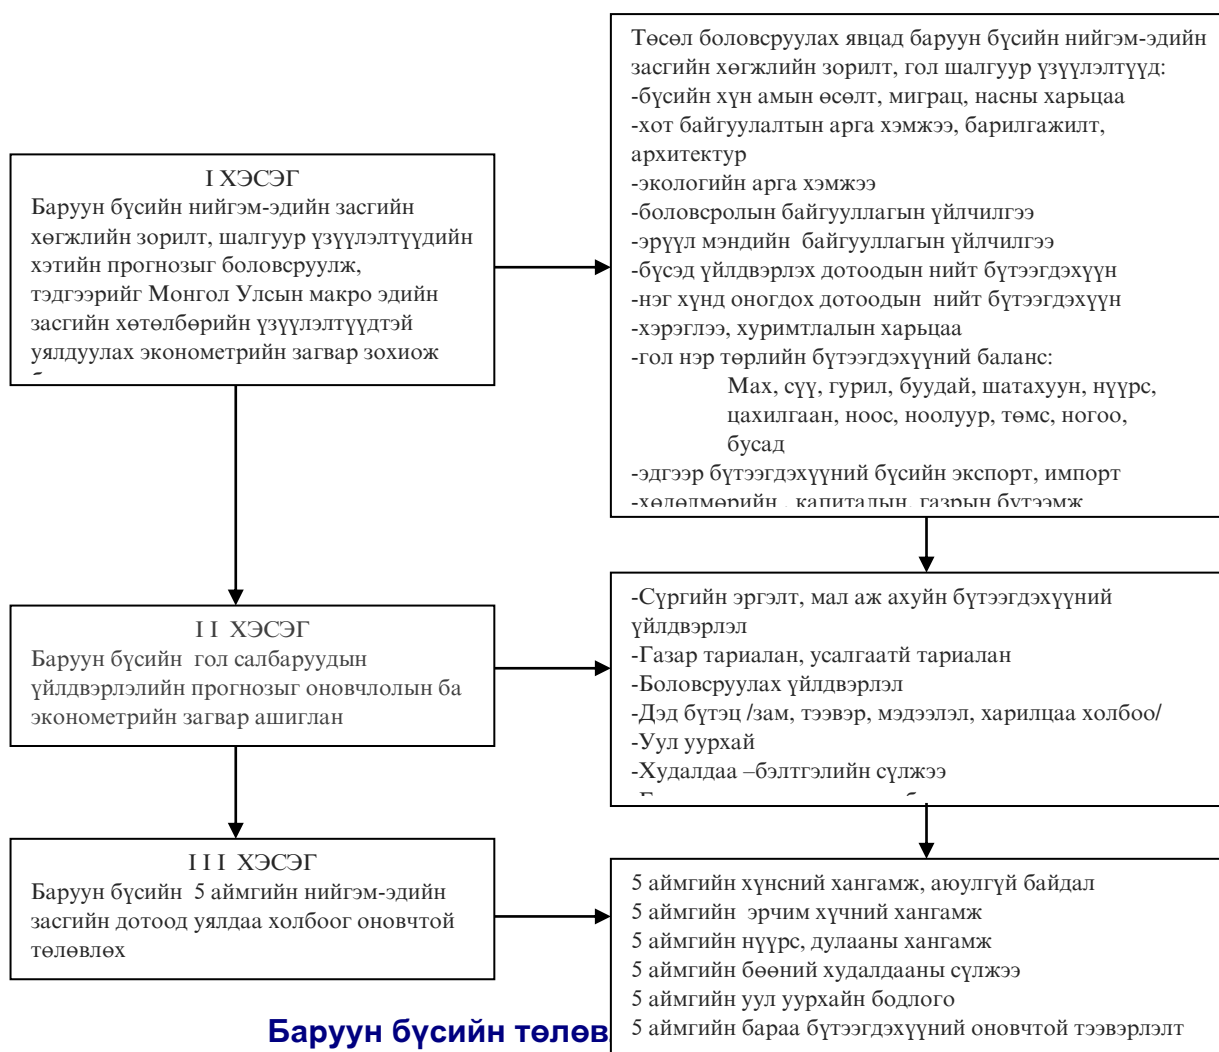 I ХЭСЭГ
Баруун бүсийн нийгэм-эдийн засгийн
хөгжлийн зорилт, шалгуур үзүүлэлтүүдийн
хэтийн прогнозыг боловсруулж,
тэдгээрийг Монгол Улсын макро эдийн
засгийн хөтөлбөрийн үзүүлэлтүүдтэй
уялдуулах эконометрийн загвар зохиож
Төсөл боловсруулах явцад баруун бүсийн нийгэм-эдийн
засгийн хөгжлийн зорилт, гол шалгуур үзүүлэлтүүд:
-бүсийн хүн амын өсөлт, миграц, насны харьцаа
-хот байгуулалтын арга хэмжээ, барилгажилт,
архитектур
-экологийн арга хэмжээ
-боловсролын байгууллагын үйлчилгээ
-эрүүл мэндийн байгууллагын үйлчилгээ
-бүсэд үйлдвэрлэх дотоодын нийт бүтээгдэхүүн
-нэг хүнд оногдох дотоодын нийт бүтээгдэхүүн
-хэрэглээ, хуримтлалын харьцаа
-гол нэр төрлийн бүтээгдэхүүний баланс:
Мах, сүү, гурил, буудай, шатахуун, нүүрс,
цахилгаан, ноос, ноолуур, төмс, ногоо,
бусад
-эдгээр бүтээгдэхүүний бүсийн экспорт, импорт
-хөдөлмөрийн , капиталын, газрын бүтээмж
I I ХЭСЭГ
Баруун бүсийн гол салбаруудын
үйлдвэрлэлийн прогнозыг оновчлолын ба
эконометрийн загвар ашиглан
-Сүргийн эргэлт, мал аж ахуйн бүтээгдэхүүний
үйлдвэрлэл
-Газар тариалан, усалгаатй тариалан
-Боловсруулах үйлдвэрлэл
-Дэд бүтэц /зам, тээвэр, мэдээлэл, харилцаа холбоо/
-Уул уурхай
-Худалдаа –бэлтгэлийн сүлжээ
I I I ХЭСЭГ
Баруун бүсийн 5 аймгийн нийгэм-эдийн
засгийн дотоод уялдаа холбоог оновчтой
төлөвлөх
5 аймгийн хүнсний хангамж, аюулгүй байдал
5 аймгийн эрчим хүчний хангамж
5 аймгийн нүүрс, дулааны хангамж
5 аймгийн бөөний худалдааны сүлжээ
5 аймгийн уул уурхайн бодлого
5 аймгийн бараа бүтээгдэхүүний оновчтой тээвэрлэлт
Баруун бүсийн төлөв